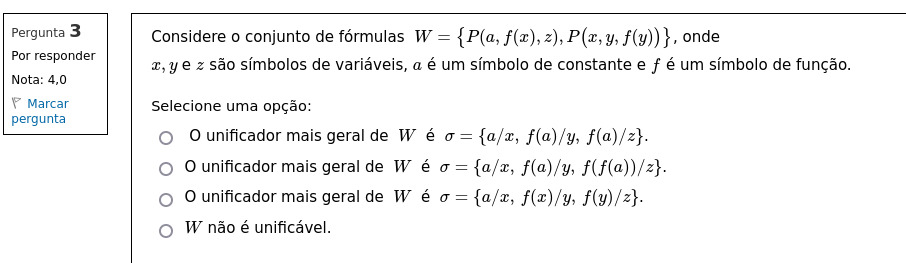 Pergunta 3
Por responder
Nota: 4,0
Marcar
pergunta
Considere o conjunto de fórmulas W = {P(a, f(x), z), P(x, y, f(y))}, onde
x, y e z são símbolos de variáveis, a é um símbolo de constante e f é um símbolo de função.
Selecione uma opção:
O unificador mais geral de W é σ = {a/x, f(a)/y, f(a)/z}.
O unificador mais geral de W é σ = {a/x, f(a)/y, f(f(a))/z}.
O unificador mais geral de W é σ = {a/x, f(x)/y, f(y)/z}.
W não é unificável.